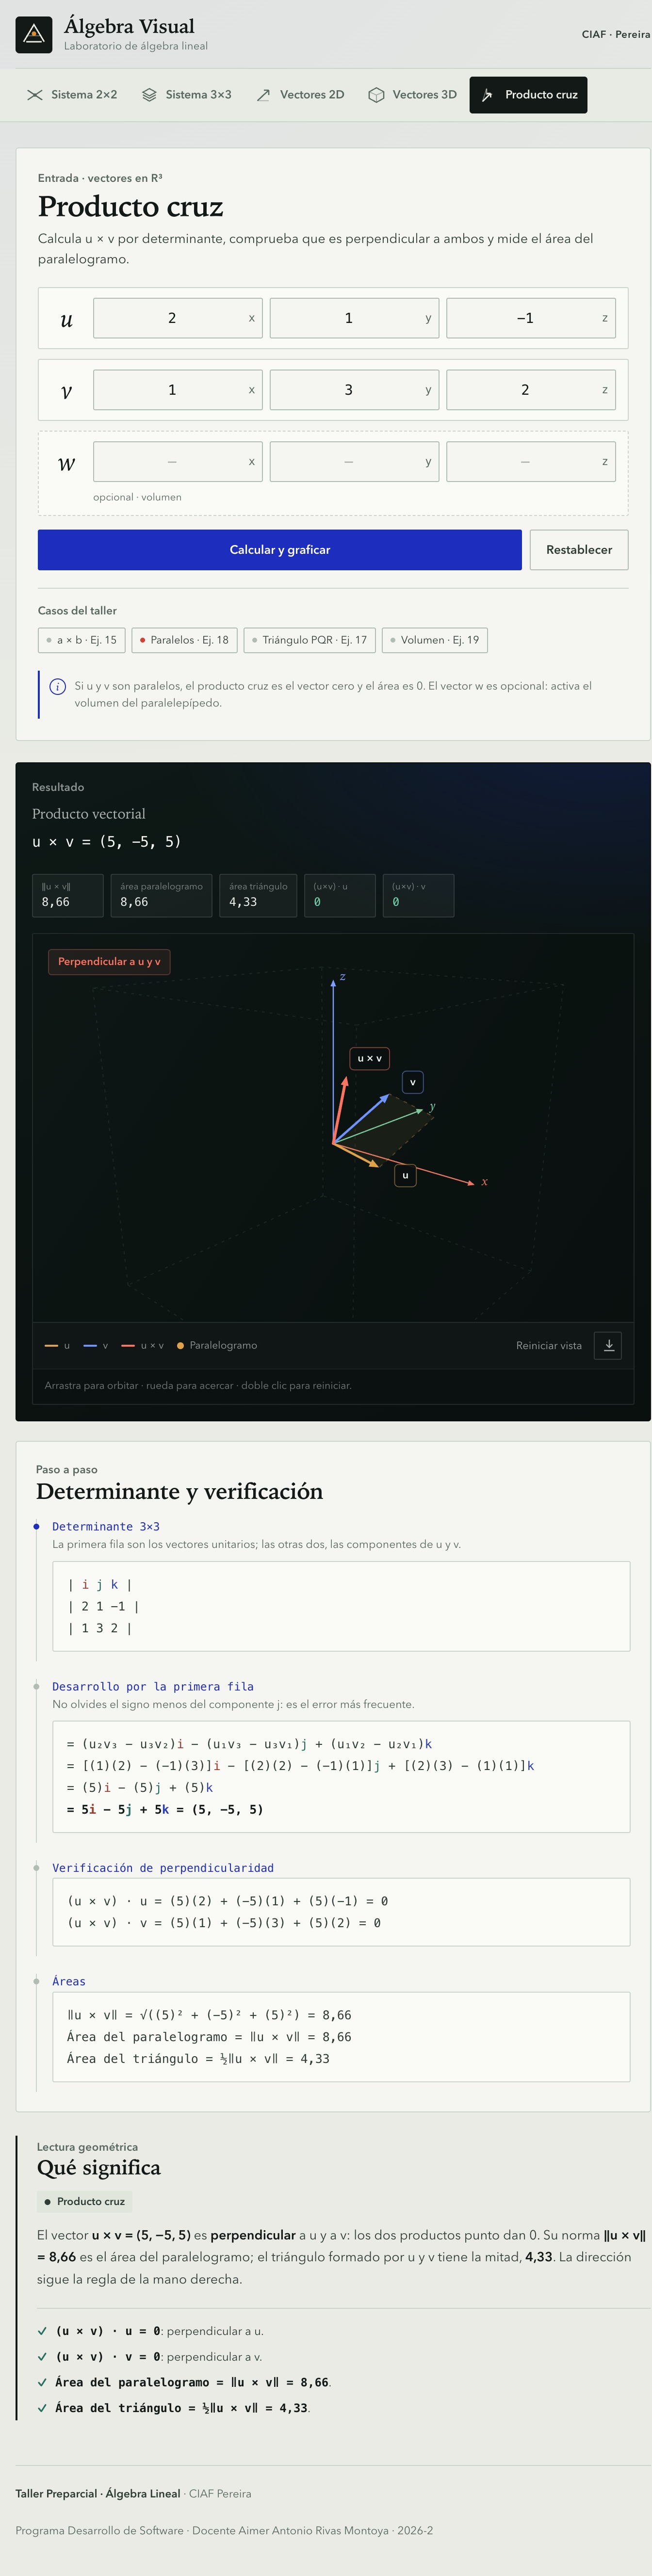 Álgebra Visual
Laboratorio de álgebra lineal
CIAF · Pereira
Sistema 2×2
Sistema 3×3
Vectores 2D
Vectores 3D
Producto cruz
Entrada · vectores en R³
Producto cruz
Calcula u × v por determinante, comprueba que es perpendicular a ambos y mide el área del
paralelogramo.
u 2 x 1 y −1 z
v 1 x 3 y 2 z
w — x — y — z
opcional · volumen
Calcular y graficar
Restablecer
Casos del taller
a × b · Ej. 15
Paralelos · Ej. 18
Triángulo PQR · Ej. 17
Volumen · Ej. 19
i
Si u y v son paralelos, el producto cruz es el vector cero y el área es 0. El vector w es opcional: activa el
volumen del paralelepípedo.
Resultado
Producto vectorial
u × v = (5, −5, 5)
‖u × v‖
8,66
área paralelogramo
8,66
área triángulo
4,33
(u×v) · u
0
(u×v) · v
0
Perpendicular a u y v
z
u × v
v
y
u
x
u
v
u × v
Paralelogramo
Reiniciar vista
Arrastra para orbitar · rueda para acercar · doble clic para reiniciar.
Paso a paso
Determinante y verificación
Determinante 3×3
La primera fila son los vectores unitarios; las otras dos, las componentes de u y v.
| i j k |
| 2 1 −1 |
| 1 3 2 |
Desarrollo por la primera fila
No olvides el signo menos del componente j: es el error más frecuente.
= (u₂v₃ − u₃v₂)i − (u₁v₃ − u₃v₁)j + (u₁v₂ − u₂v₁)k
= [(1)(2) − (−1)(3)]i − [(2)(2) − (−1)(1)]j + [(2)(3) − (1)(1)]k
= (5)i − (5)j + (5)k
= 5i − 5j + 5k = (5, −5, 5)
Verificación de perpendicularidad
(u × v) · u = (5)(2) + (−5)(1) + (5)(−1) = 0
(u × v) · v = (5)(1) + (−5)(3) + (5)(2) = 0
Áreas
‖u × v‖ = √((5)² + (−5)² + (5)²) = 8,66
Área del paralelogramo = ‖u × v‖ = 8,66
Área del triángulo = ½‖u × v‖ = 4,33
Lectura geométrica
Qué significa
Producto cruz
El vector u × v = (5, −5, 5) es perpendicular a u y a v: los dos productos punto dan 0. Su norma ‖u × v‖
= 8,66 es el área del paralelogramo; el triángulo formado por u y v tiene la mitad, 4,33. La dirección
sigue la regla de la mano derecha.
(u × v) · u = 0: perpendicular a u.
(u × v) · v = 0: perpendicular a v.
Área del paralelogramo = ‖u × v‖ = 8,66.
Área del triángulo = ½‖u × v‖ = 4,33.
Taller Preparcial · Álgebra Lineal · CIAF Pereira
Programa Desarrollo de Software · Docente Aimer Antonio Rivas Montoya · 2026-2